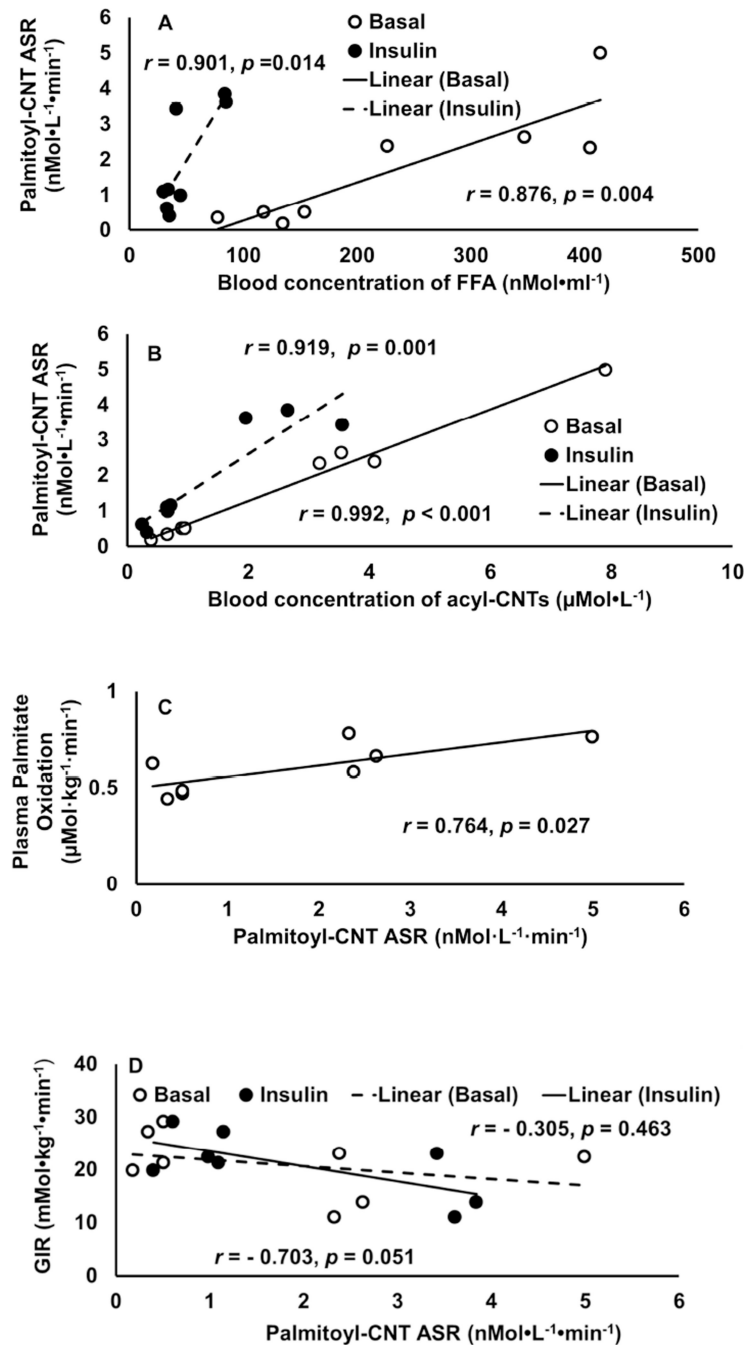 A
Basal
Insulin
Linear (Basal)
Linear (Insulin)
r = 0.901, p =0.014
r = 0.876, p = 0.004
Palmitoyl-CNT ASR
(nMol•L⁻¹•min⁻¹)
6
5
4
3
2
1
0
0 100 200 300 400 500
Blood concentration of FFA (nMol•ml⁻¹)
B
r = 0.919, p = 0.001
Basal
Insulin
Linear (Basal)
Linear (Insulin)
r = 0.992, p < 0.001
Palmitoyl-CNT ASR
(nMol•L⁻¹•min⁻¹)
6
5
4
3
2
1
0
0 2 4 6 8 10
Blood concentration of acyl-CNTs (µMol•L⁻¹)
C
r = 0.764, p = 0.027
Plasma Palmitate
Oxidation
(µMol·kg⁻¹·min⁻¹)
1
0.5
0
0 1 2 3 4 5 6
Palmitoyl-CNT ASR (nMol·L⁻¹·min⁻¹)
D
Basal Insulin Linear (Basal) Linear (Insulin)
r = - 0.305, p = 0.463
r = - 0.703, p = 0.051
GIR (mMol•kg⁻¹•min⁻¹)
40
30
20
10
0
0 1 2 3 4 5 6
Palmitoyl-CNT ASR (nMol•L⁻¹•min⁻¹)